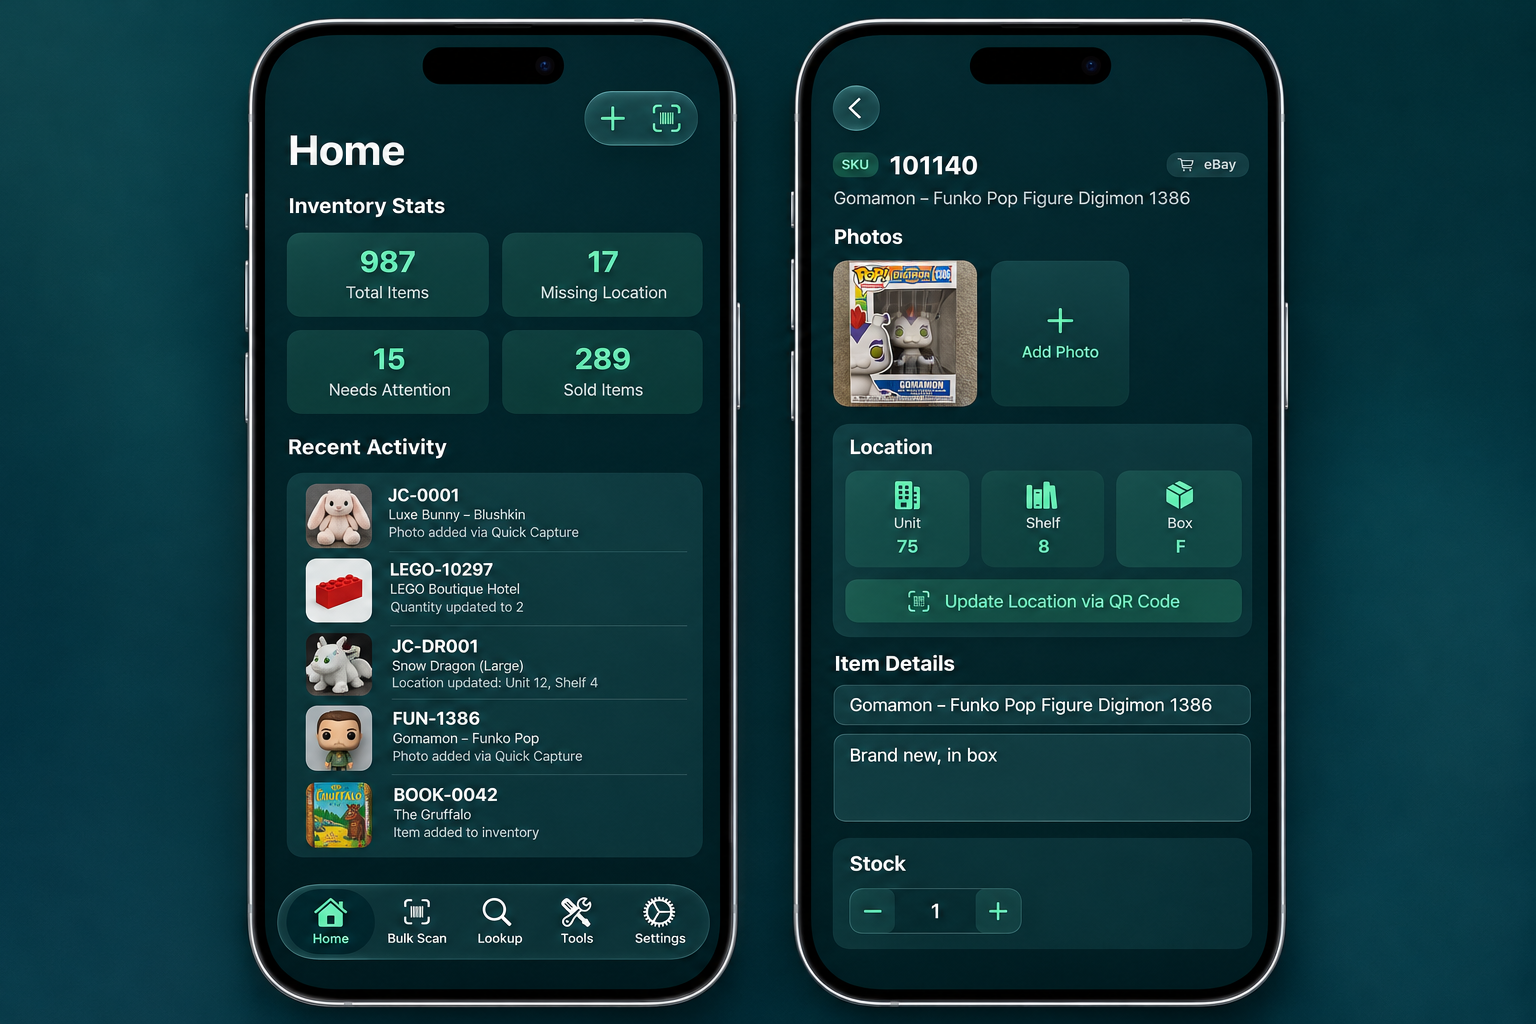 Home
Inventory Stats
987
Total Items
17
Missing Location
15
Needs Attention
289
Sold Items
Recent Activity
JC-0001
Luxe Bunny – Blushkin
Photo added via Quick Capture
LEGO-10297
LEGO Boutique Hotel
Quantity updated to 2
JC-DR001
Snow Dragon (Large)
Location updated: Unit 12, Shelf 4
FUN-1386
Gomamon – Funko Pop
Photo added via Quick Capture
GRUFFALO
BOOK-0042
The Gruffalo
Item added to inventory
Home
Bulk Scan
Lookup
Tools
Settings
SKU
101140
eBay
Gomamon – Funko Pop Figure Digimon 1386
Photos
POP!
DIGIMON
1386
GOMAMON
Add Photo
Location
Unit
75
Shelf
8
Box
F
Update Location via QR Code
Item Details
Gomamon – Funko Pop Figure Digimon 1386
Brand new, in box
Stock
1